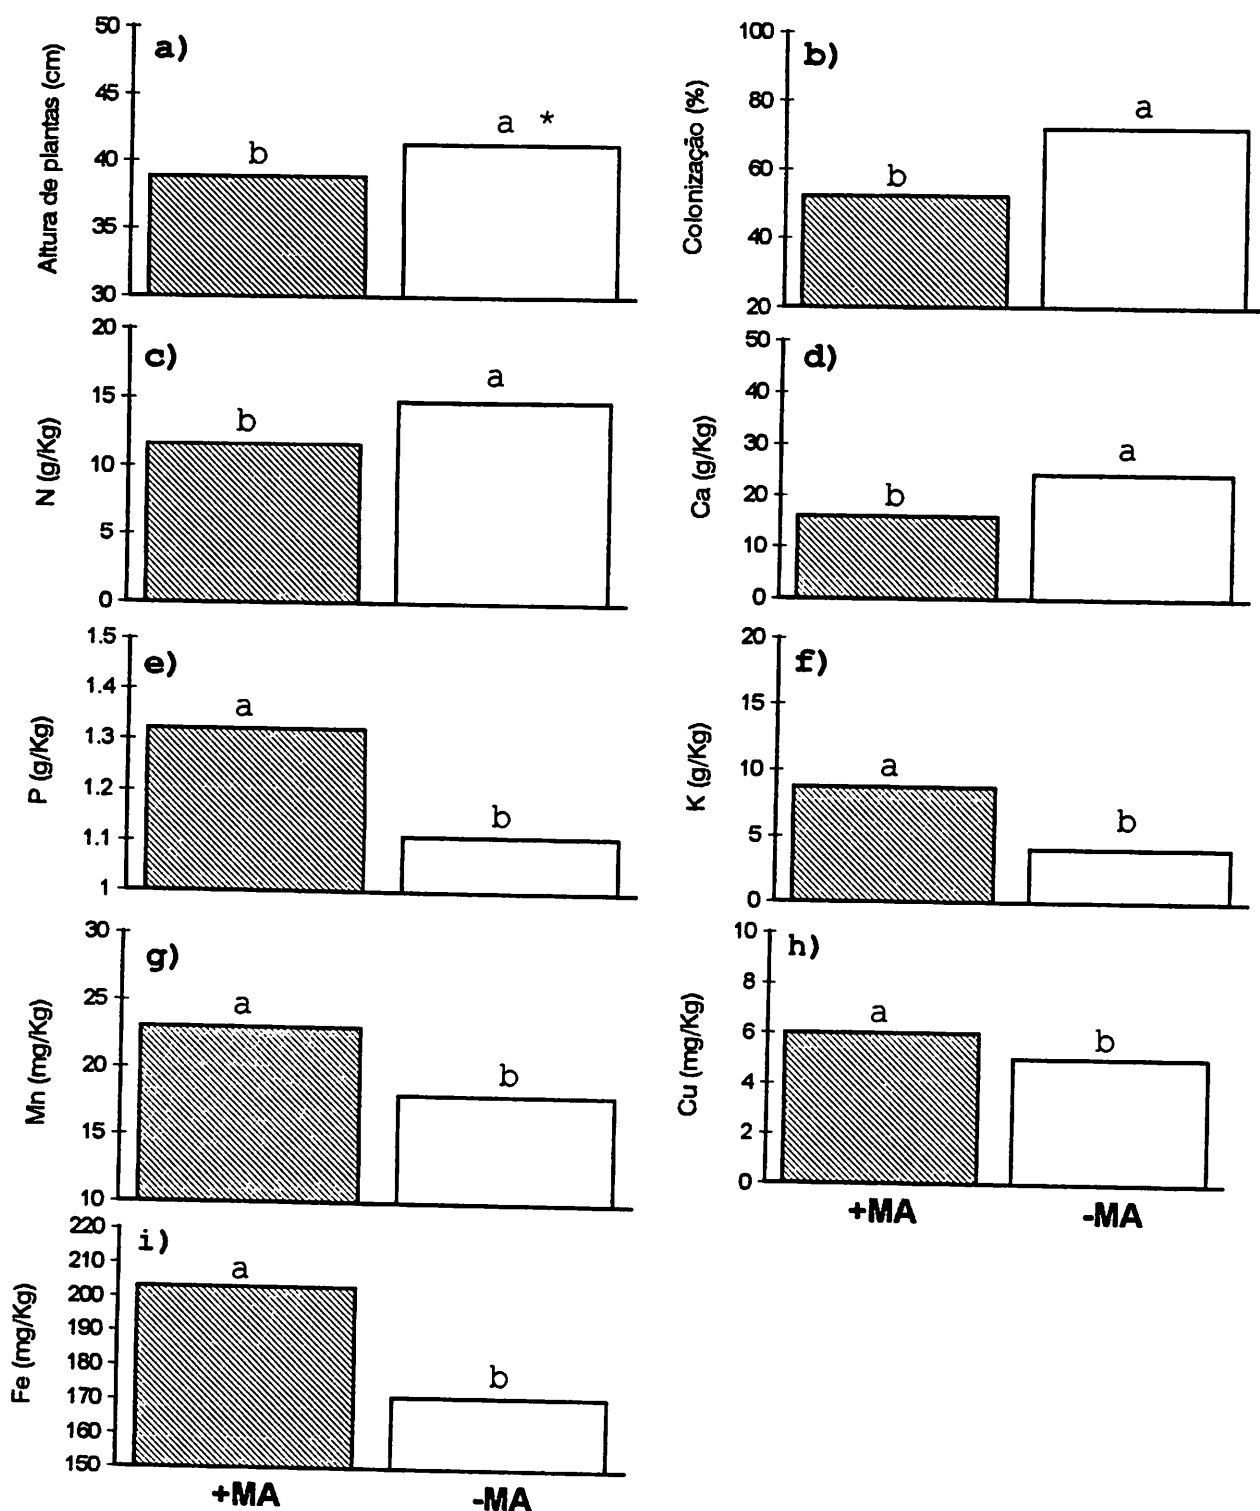 a)
Altura de plantas (cm)
50
45
40
35
30
b
a *
b)
Colonização (%)
100
80
60
40
20
b
a
c)
N (g/Kg)
20
15
10
5
0
b
a
d)
Ca (g/Kg)
50
40
30
20
10
0
b
a
e)
P (g/Kg)
1.5
1.4
1.3
1.2
1.1
1
a
b
f)
K (g/Kg)
20
15
10
5
0
a
b
g)
Mn (mg/Kg)
30
25
20
15
10
a
b
h)
Cu (mg/Kg)
10
8
6
4
2
0
a
b
+MA
-MA
i)
Fe (mg/Kg)
220
210
200
190
180
170
160
150
a
b
+MA
-MA